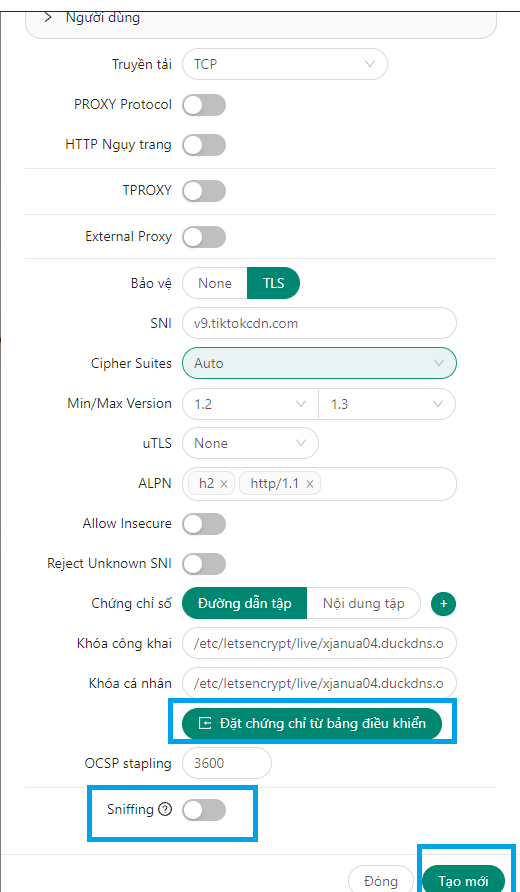 Người dùng
Truyền tải TCP
PROXY Protocol
HTTP Ngụy trang
TPROXY
External Proxy
Bảo vệ None TLS
SNI v9.tiktokcdn.com
Cipher Suites Auto
Min/Max Version 1.2 1.3
uTLS None
ALPN h2 × http/1.1 ×
Allow Insecure
Reject Unknown SNI
Chứng chỉ số Đường dẫn tập Nội dung tập +
Khóa công khai /etc/letsencrypt/live/xjanua04.duckdns.o
Khóa cá nhân /etc/letsencrypt/live/xjanua04.duckdns.o
Đặt chứng chỉ từ bảng điều khiển
OCSP stapling 3600
Sniffing ?
Đóng Tạo mới